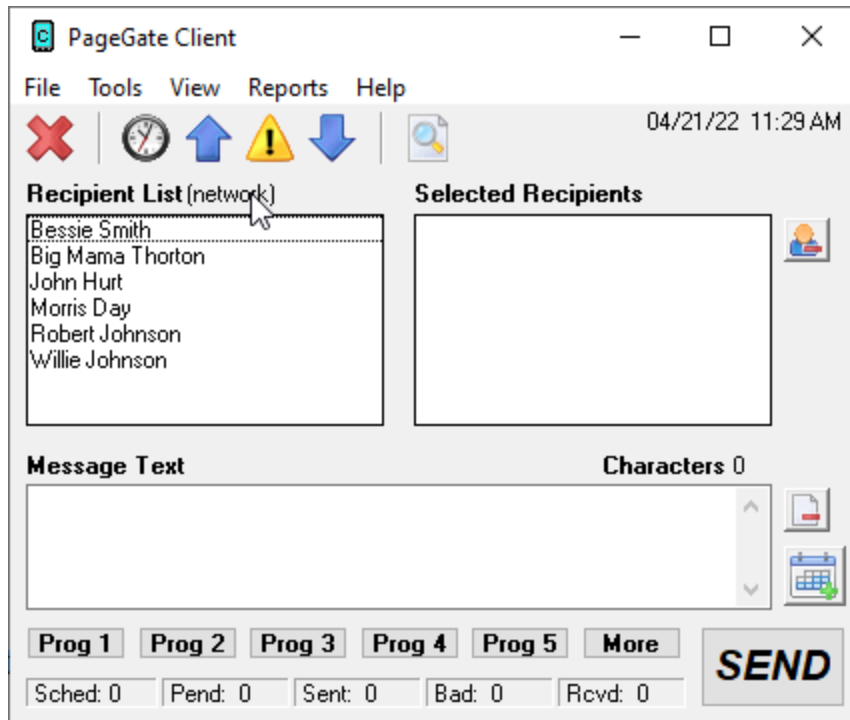 C PageGate Client
File Tools View Reports Help
04/21/22 11:29 AM
Recipient List (network)
Selected Recipients
Bessie Smith
Big Mama Thorton
John Hurt
Morris Day
Robert Johnson
Willie Johnson
Message Text
Characters 0
Prog 1 Prog 2 Prog 3 Prog 4 Prog 5 More
SEND
Sched: 0 Pend: 0 Sent: 0 Bad: 0 Rcvd: 0